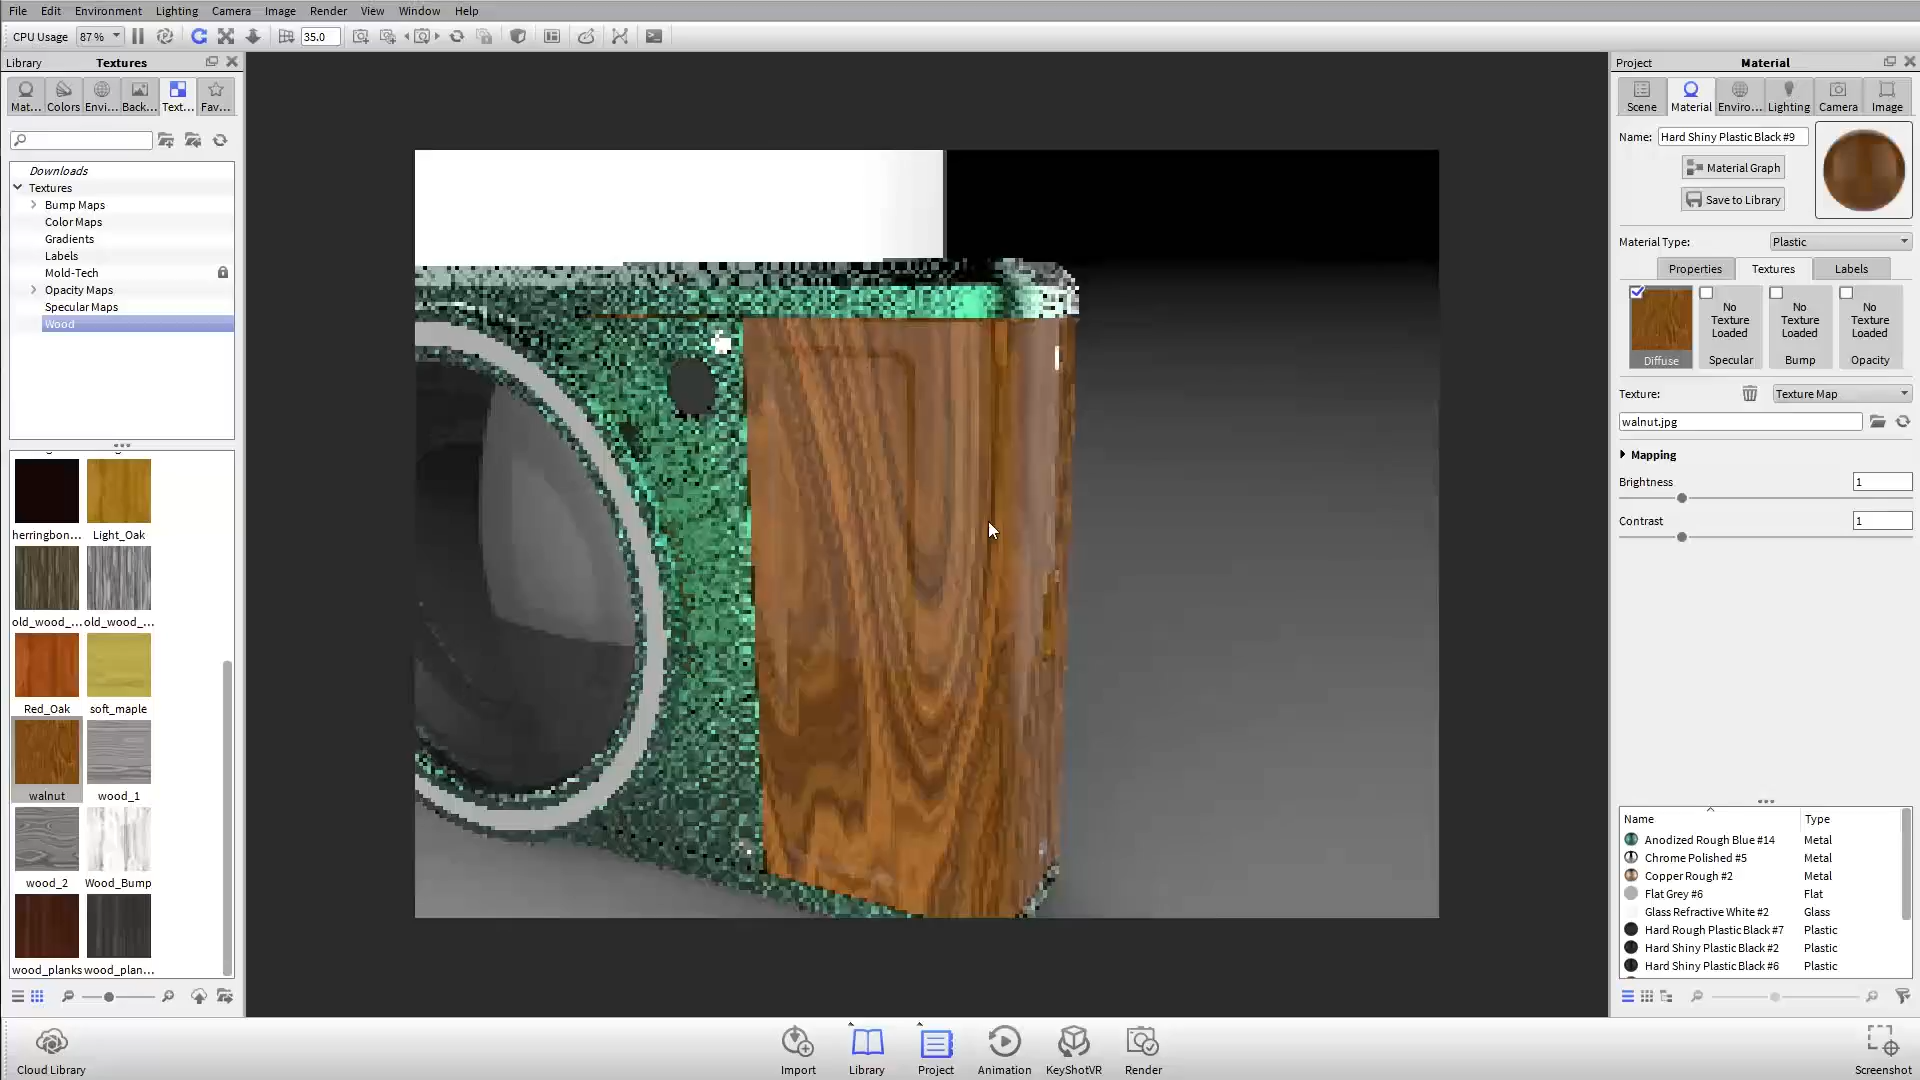 File Edit Environment Lighting Camera Image Render View Window Help
CPU Usage 87 % 35.0
Library Textures
Mat... Colors Envi... Back... Text... Fav...
Downloads
Textures
Bump Maps
Color Maps
Gradients
Labels
Mold-Tech
Opacity Maps
Specular Maps
Wood
herringbon... Light_Oak
old_wood_... old_wood_...
Red_Oak soft_maple
walnut wood_1
wood_2 Wood_Bump
wood_planks wood_plan...
Project Material
Scene Material Enviro... Lighting Camera Image
Name: Hard Shiny Plastic Black #9
Material Graph
Save to Library
Material Type: Plastic
Properties Textures Labels
Diffuse
No Texture Loaded Specular
No Texture Loaded Bump
No Texture Loaded Opacity
Texture: Texture Map
walnut.jpg
Mapping
Brightness 1
Contrast 1
Name Type
Anodized Rough Blue #14 Metal
Chrome Polished #5 Metal
Copper Rough #2 Metal
Flat Grey #6 Flat
Glass Refractive White #2 Glass
Hard Rough Plastic Black #7 Plastic
Hard Shiny Plastic Black #2 Plastic
Hard Shiny Plastic Black #6 Plastic
Cloud Library Import Library Project Animation KeyShotVR Render Screenshot